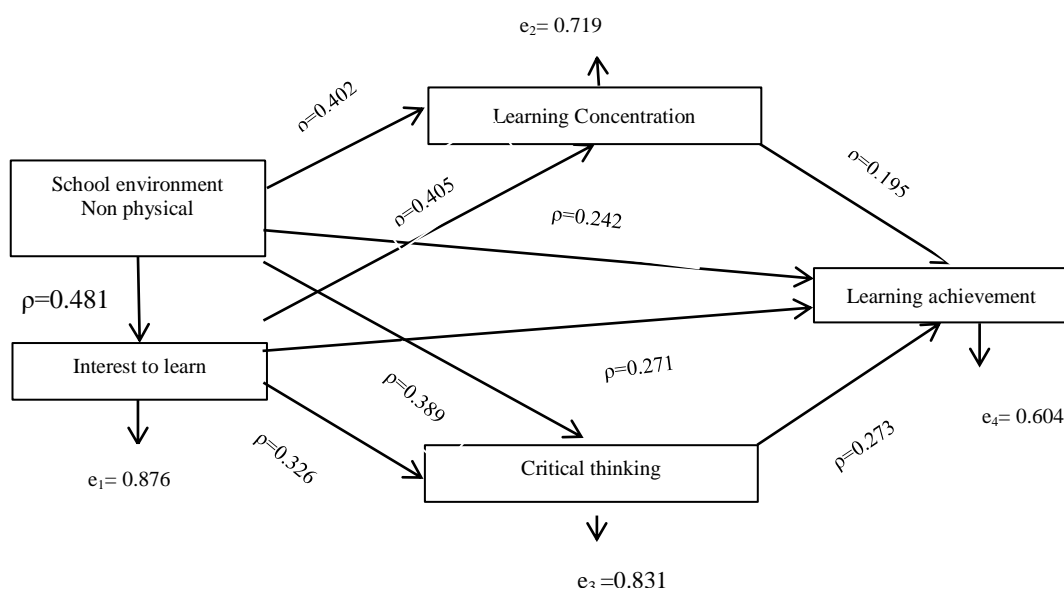 e₂= 0.719
ρ=0.402
Learning Concentration
School environment
Non physical
ρ=0.405
ρ=0.195
ρ=0.242
Learning achievement
ρ=0.481
Interest to learn
ρ=0.271
ρ=0.389
e₄= 0.604
ρ=0.326
ρ=0.273
Critical thinking
e₁= 0.876
e₃ =0.831